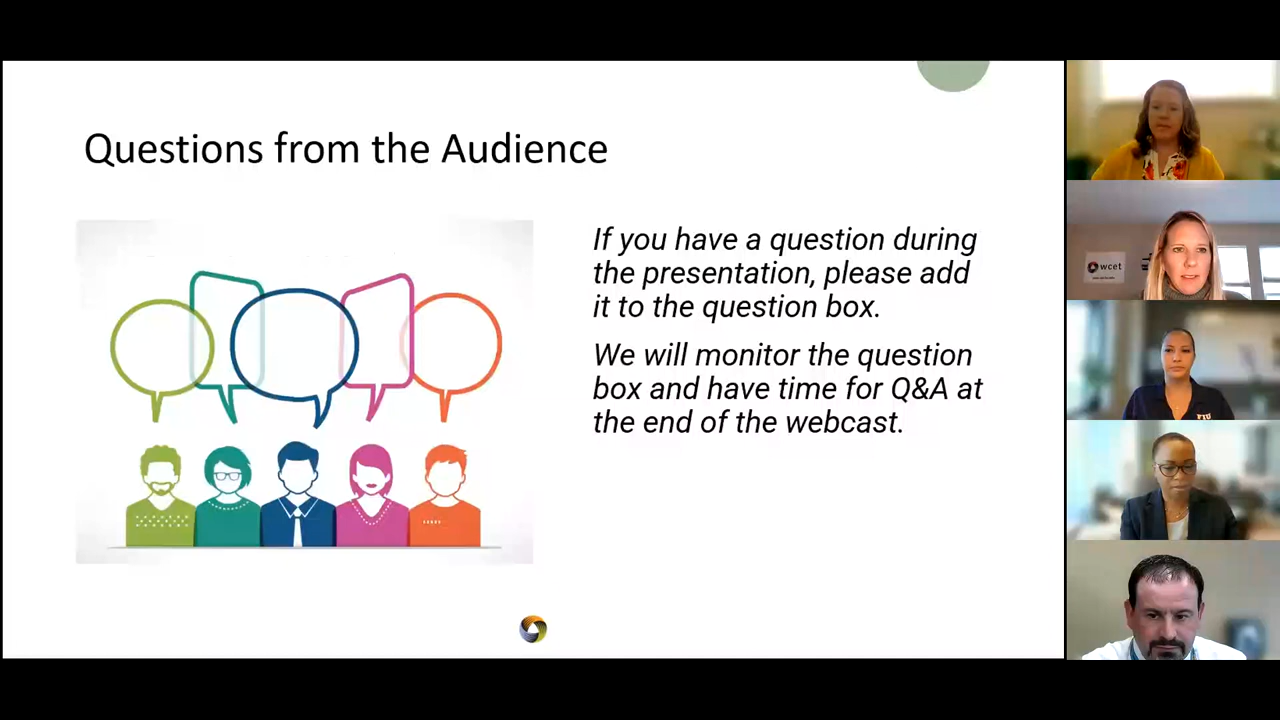 Questions from the Audience
If you have a question during
the presentation, please add
it to the question box.
We will monitor the question
box and have time for Q&A at
the end of the webcast.
wcet
FIU